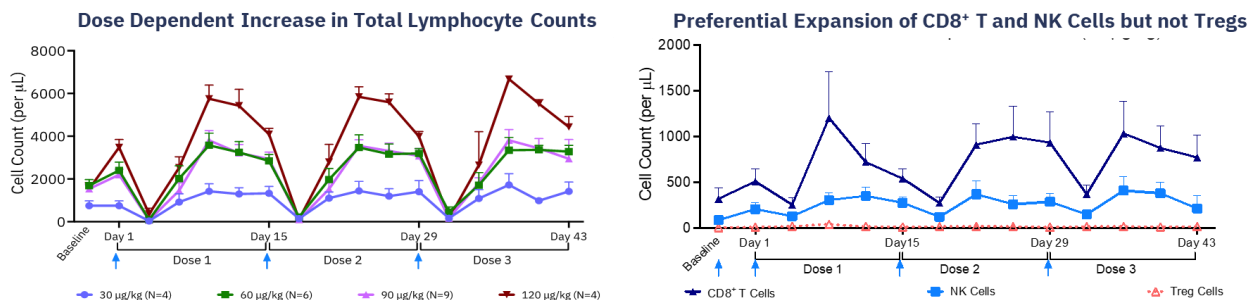 Dose Dependent Increase in Total Lymphocyte Counts
Cell Count (per µL)
8000
6000
4000
2000
0
Baseline
Day 1
Day 15
Day 29
Day 43
Dose 1
Dose 2
Dose 3
30 µg/kg (N=4)
60 µg/kg (N=6)
90 µg/kg (N=9)
120 µg/kg (N=4)
Preferential Expansion of CD8⁺ T and NK Cells but not Tregs
Cell Count (per µL)
2000
1500
1000
500
0
Baseline
Day 1
Day15
Day 29
Day 43
Dose 1
Dose 2
Dose 3
CD8⁺ T Cells
NK Cells
Treg Cells